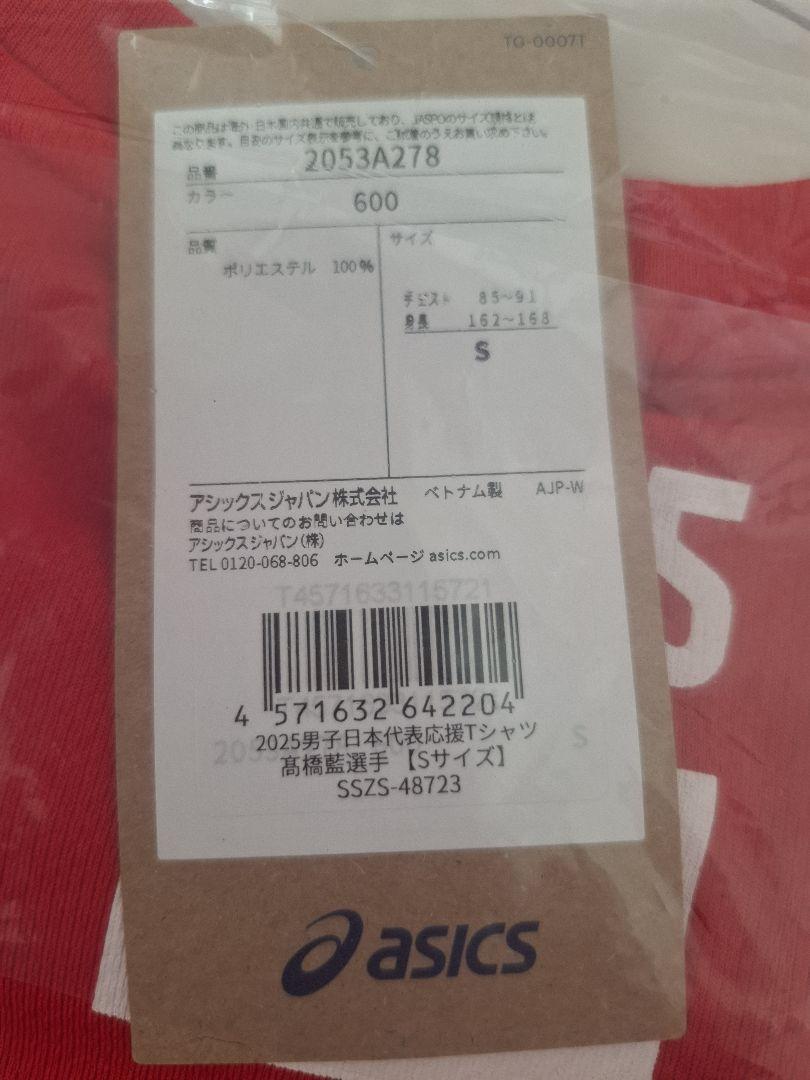 TG-0007T
この商品は海外・日本国内共通で販売しており、JASPOのサイズ規格とは
異なります。目安のサイズ表示を参考に、ご試着のうえお買い求め下さい。
品番 2053A278
カラー 600
品質
ポリエステル 100%
サイズ
チェスト 85~91
身長 162~168
S
アシックスジャパン株式会社 ベトナム製 AJP-W
商品についてのお問い合わせは
アシックスジャパン(株)
TEL 0120-068-806 ホームページ asics.com
T4571633115721
4 571632 642204
2025男子日本代表応援Tシャツ
髙橋藍選手 【Sサイズ】
SSZS-48723
S
asics
5